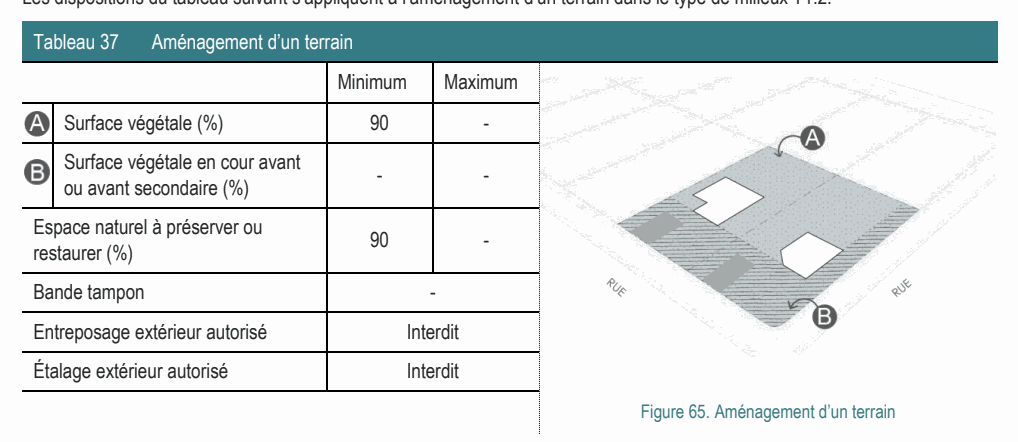 Les dispositions du tableau suivant s'appliquent à l'aménagement d'un terrain dans le type de milieux T1.2.
Tableau 37 Aménagement d'un terrain
Minimum Maximum
A Surface végétale (%) 90 -
B Surface végétale en cour avant
ou avant secondaire (%) - -
Espace naturel à préserver ou
restaurer (%) 90 -
Bande tampon -
Entreposage extérieur autorisé Interdit
Étalage extérieur autorisé Interdit
A
RUE
RUE
B
Figure 65. Aménagement d'un terrain